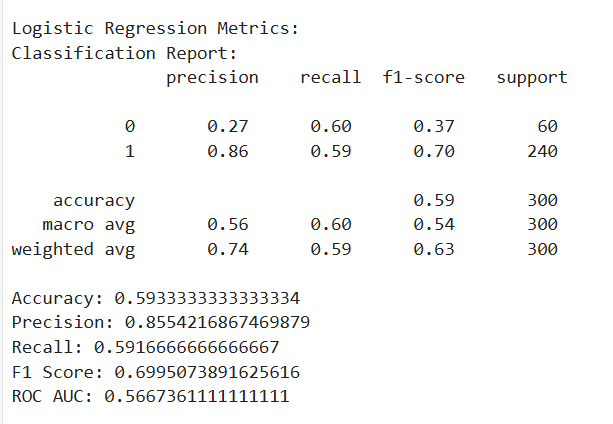 Logistic Regression Metrics:
Classification Report:
precision recall f1-score support
0 0.27 0.60 0.37 60
1 0.86 0.59 0.70 240
accuracy 0.59 300
macro avg 0.56 0.60 0.54 300
weighted avg 0.74 0.59 0.63 300
Accuracy: 0.5933333333333334
Precision: 0.8554216867469879
Recall: 0.5916666666666667
F1 Score: 0.6995073891625616
ROC AUC: 0.5667361111111111